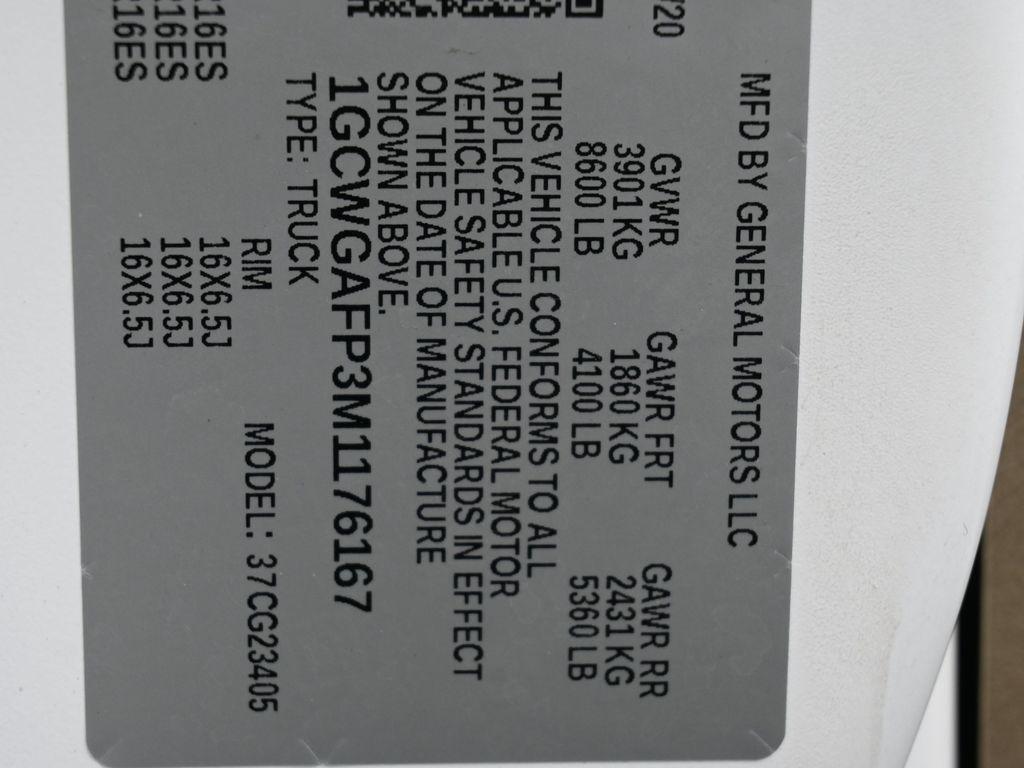 MFD BY GENERAL MOTORS LLC
GVWR GAWR FRT GAWR RR
3901 KG 1860 KG 2431 KG
8600 LB 4100 LB 5360 LB
THIS VEHICLE CONFORMS TO ALL
APPLICABLE U.S. FEDERAL MOTOR
VEHICLE SAFETY STANDARDS IN EFFECT
ON THE DATE OF MANUFACTURE
SHOWN ABOVE.
1GCWGAFP3M1176167
TYPE: TRUCK
RIM MODEL: 37CG23405
16X6.5J
16X6.5J
16X6.5J